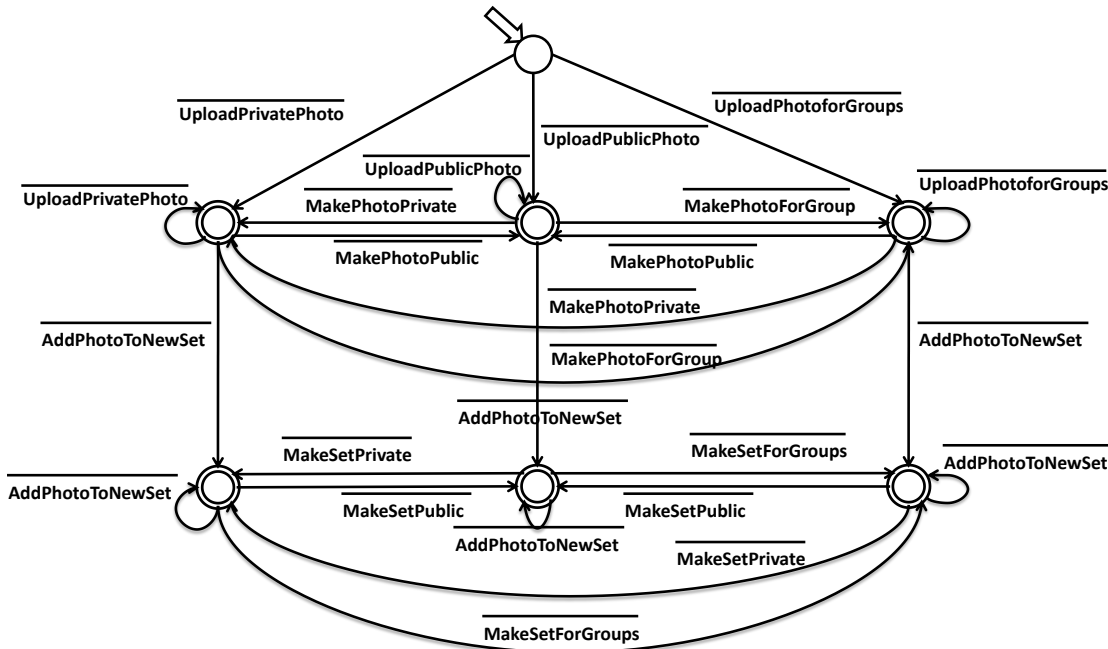 UploadPrivatePhoto
UploadPhotoforGroups
UploadPublicPhoto
UploadPublicPhoto
UploadPrivatePhoto
UploadPhotoforGroups
MakePhotoPrivate
MakePhotoForGroup
MakePhotoPublic
MakePhotoPublic
MakePhotoPrivate
AddPhotoToNewSet
AddPhotoToNewSet
MakePhotoForGroup
AddPhotoToNewSet
MakeSetPrivate
MakeSetForGroups
AddPhotoToNewSet
AddPhotoToNewSet
MakeSetPublic
MakeSetPublic
AddPhotoToNewSet
MakeSetPrivate
MakeSetForGroups